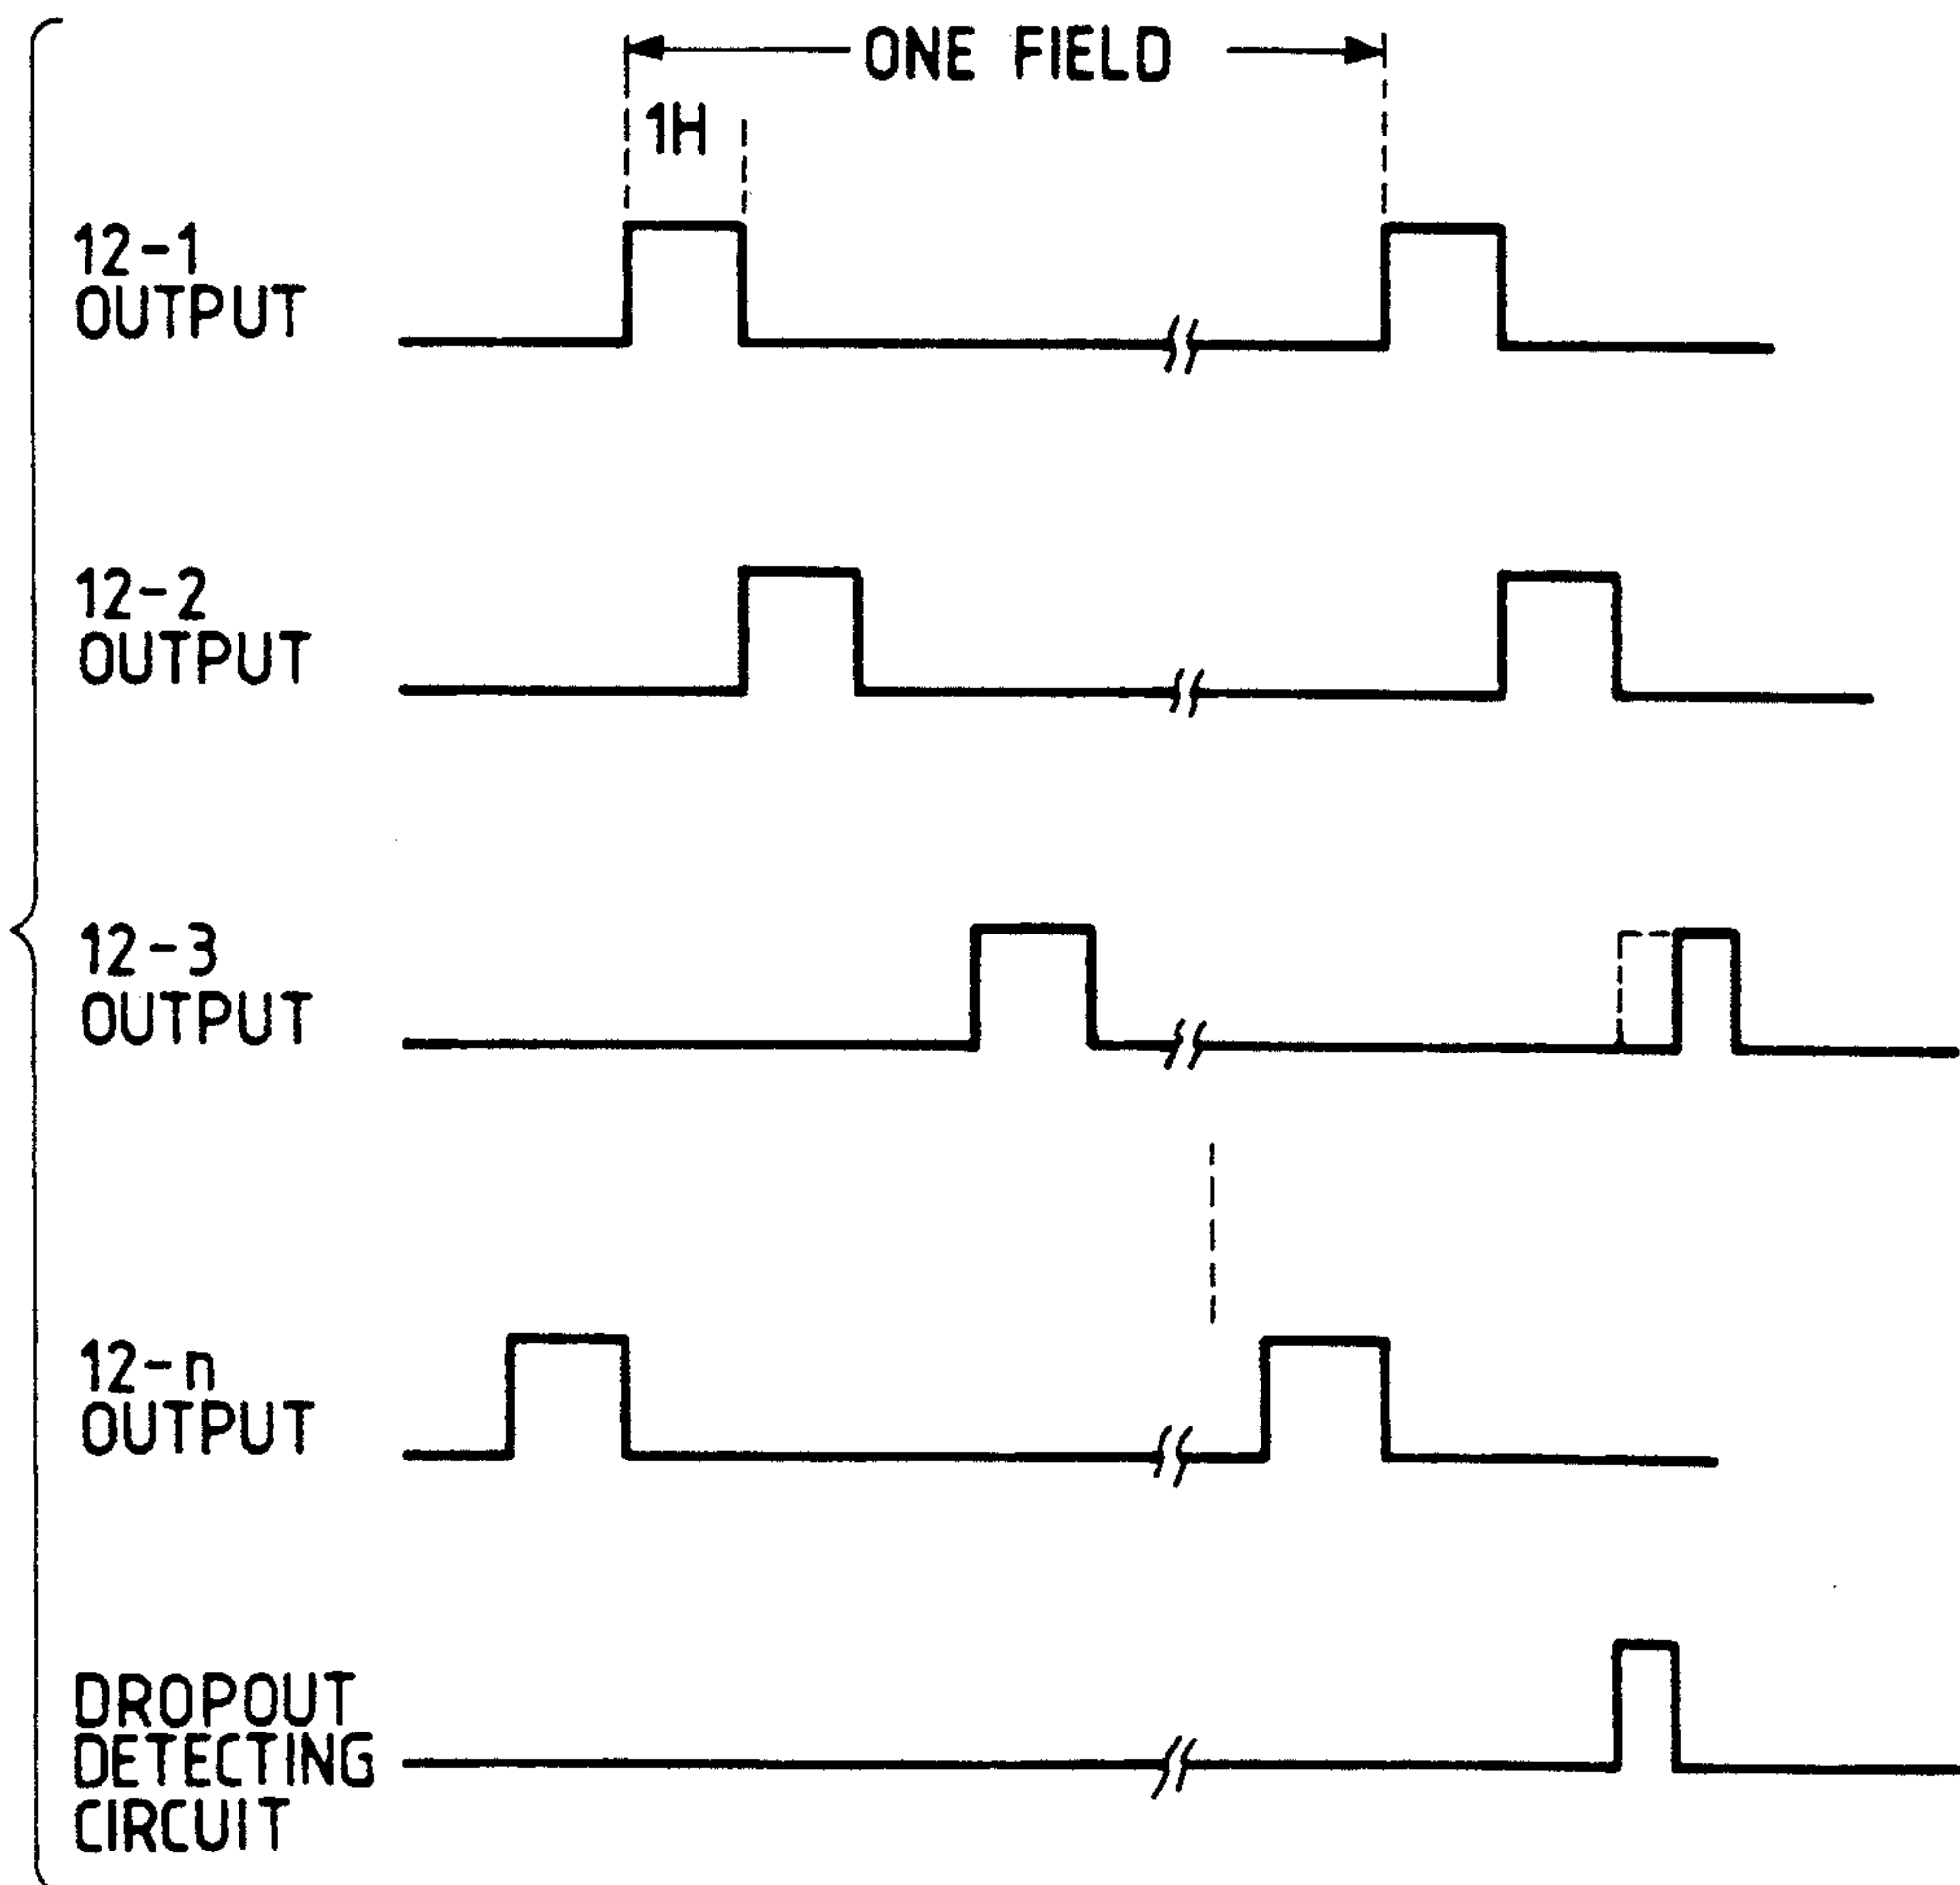 ONE FIELD
1H
12-1
OUTPUT
12-2
OUTPUT
12-3
OUTPUT
12-n
OUTPUT
DROPOUT
DETECTING
CIRCUIT